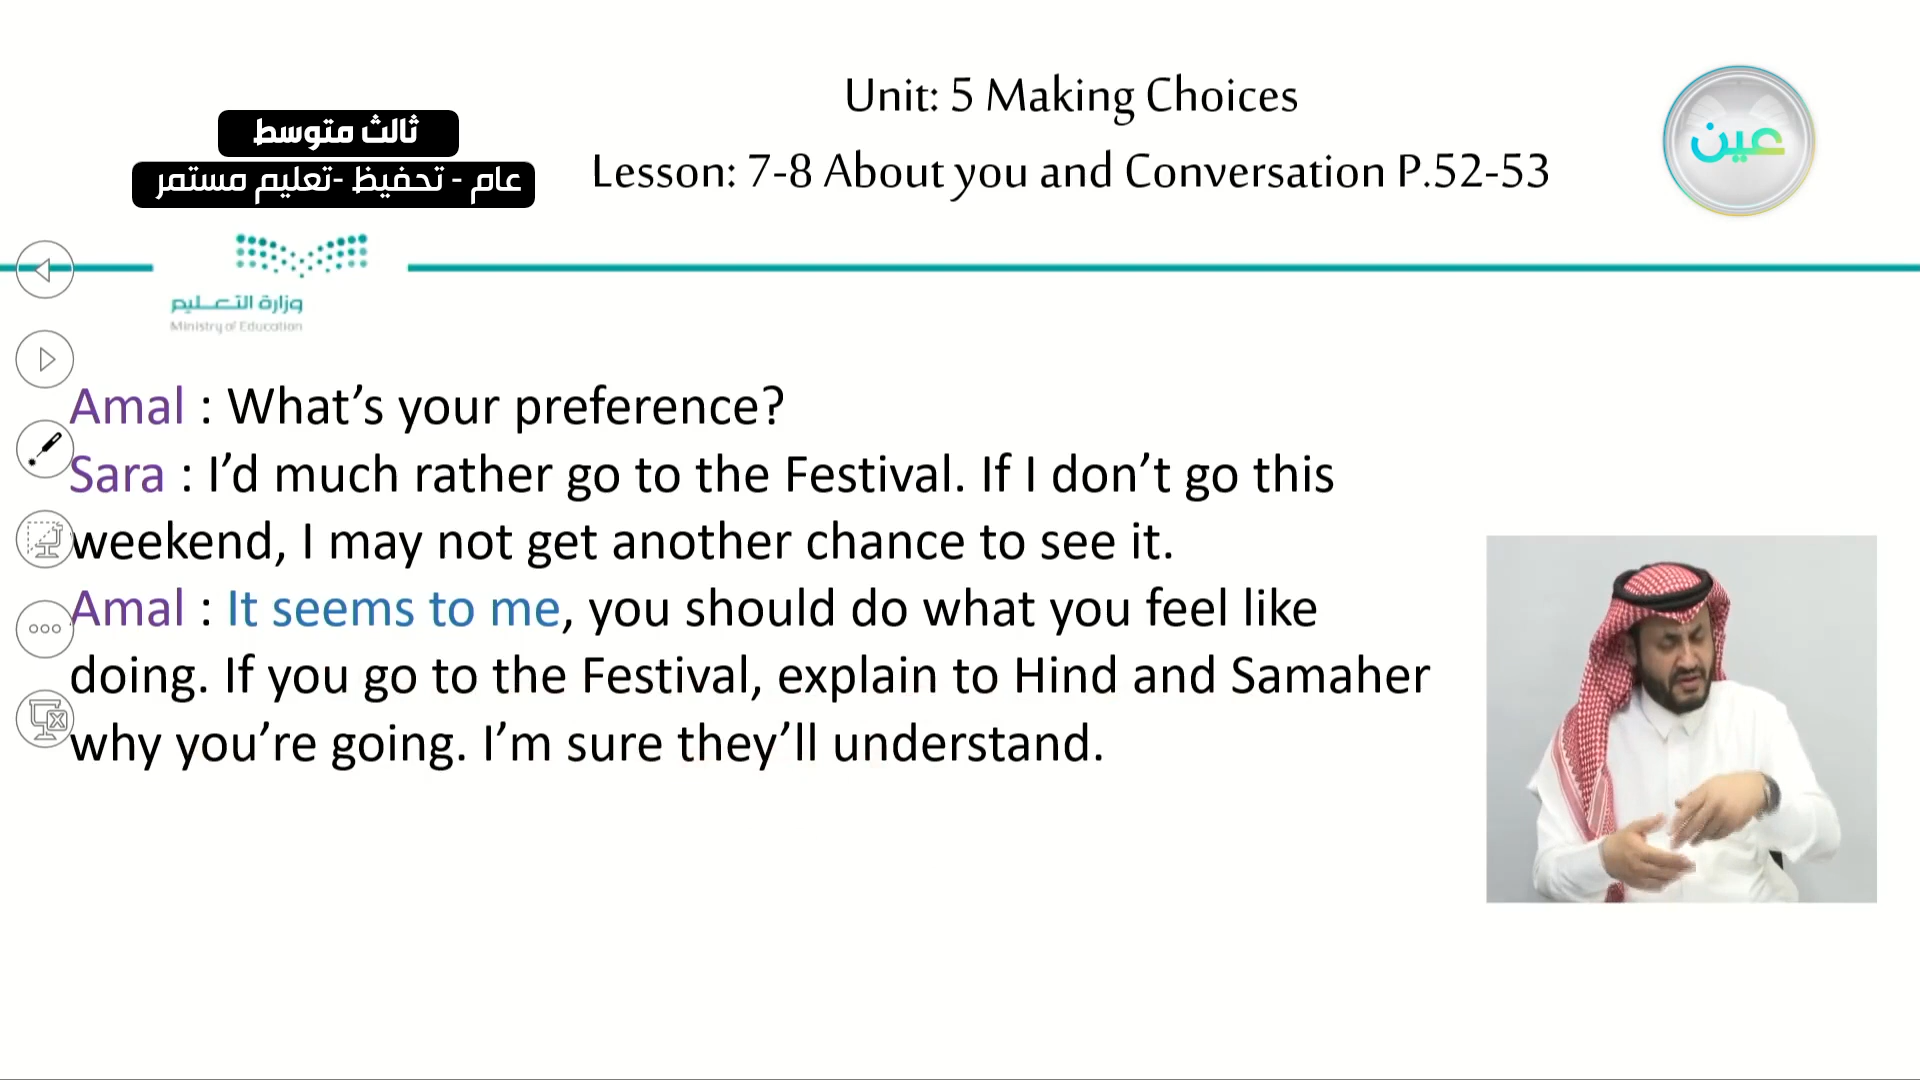 Unit: 5 Making Choices
ثالث متوسط
عام - تحفيظ -تعليم مستمر
Lesson: 7-8 About you and Conversation P.52-53
عين
وزارة التعليم
Ministry of Education
Amal : What’s your preference?
Sara : I’d much rather go to the Festival. If I don’t go this
weekend, I may not get another chance to see it.
Amal : It seems to me, you should do what you feel like
doing. If you go to the Festival, explain to Hind and Samaher
why you’re going. I’m sure they’ll understand.